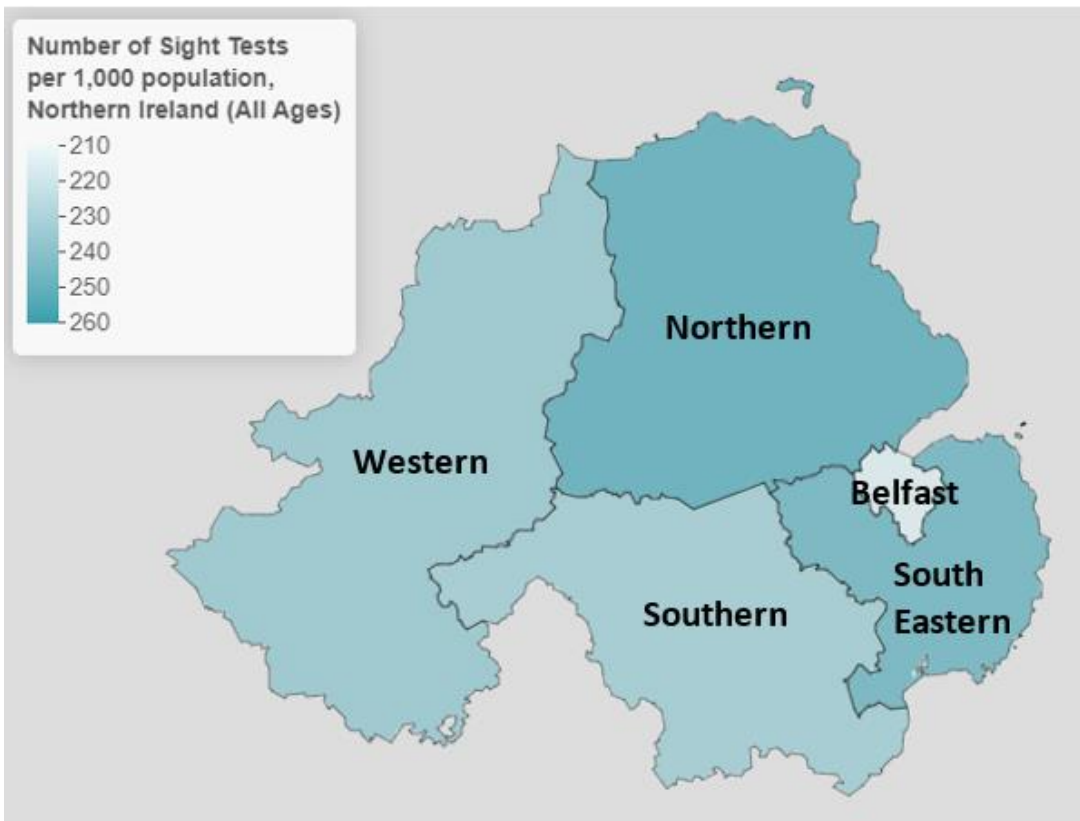 Number of Sight Tests
per 1,000 population,
Northern Ireland (All Ages)
210
220
230
240
250
260
Northern
Western
Belfast
South
Eastern
Southern